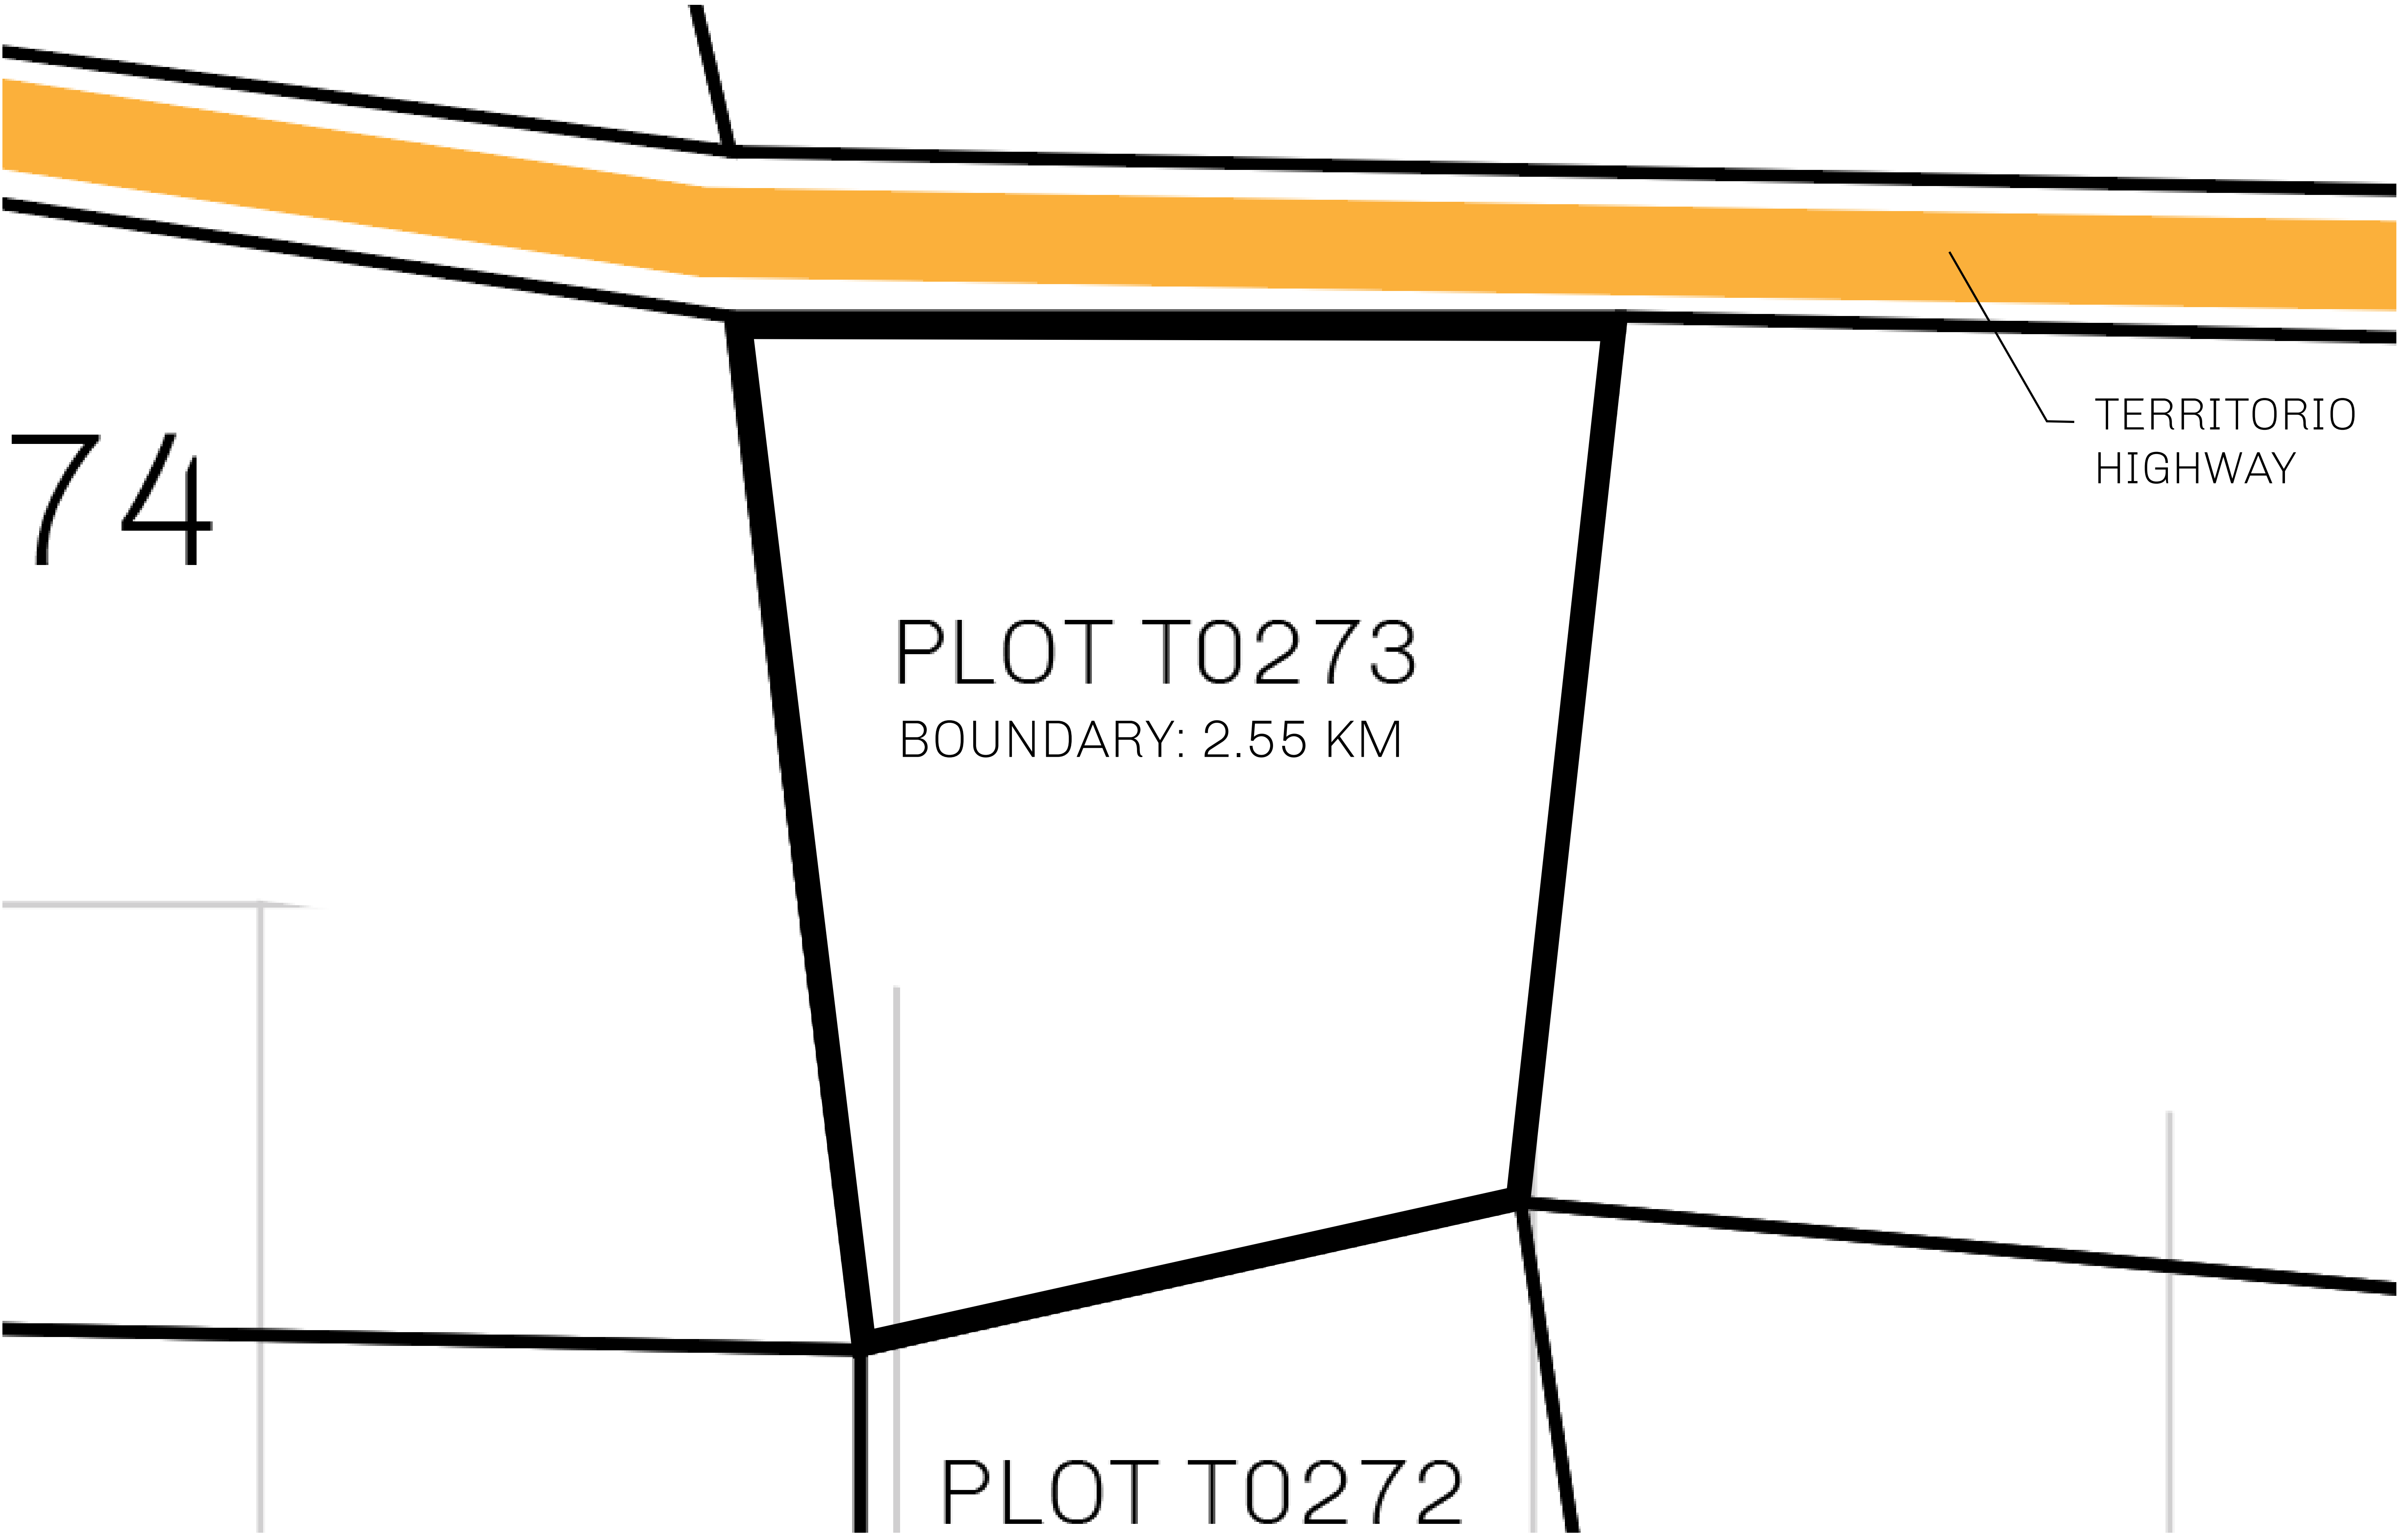 TERRITORIO
HIGHWAY
74
PLOT T0273
BOUNDARY: 2.55 KM
PLOT T0272